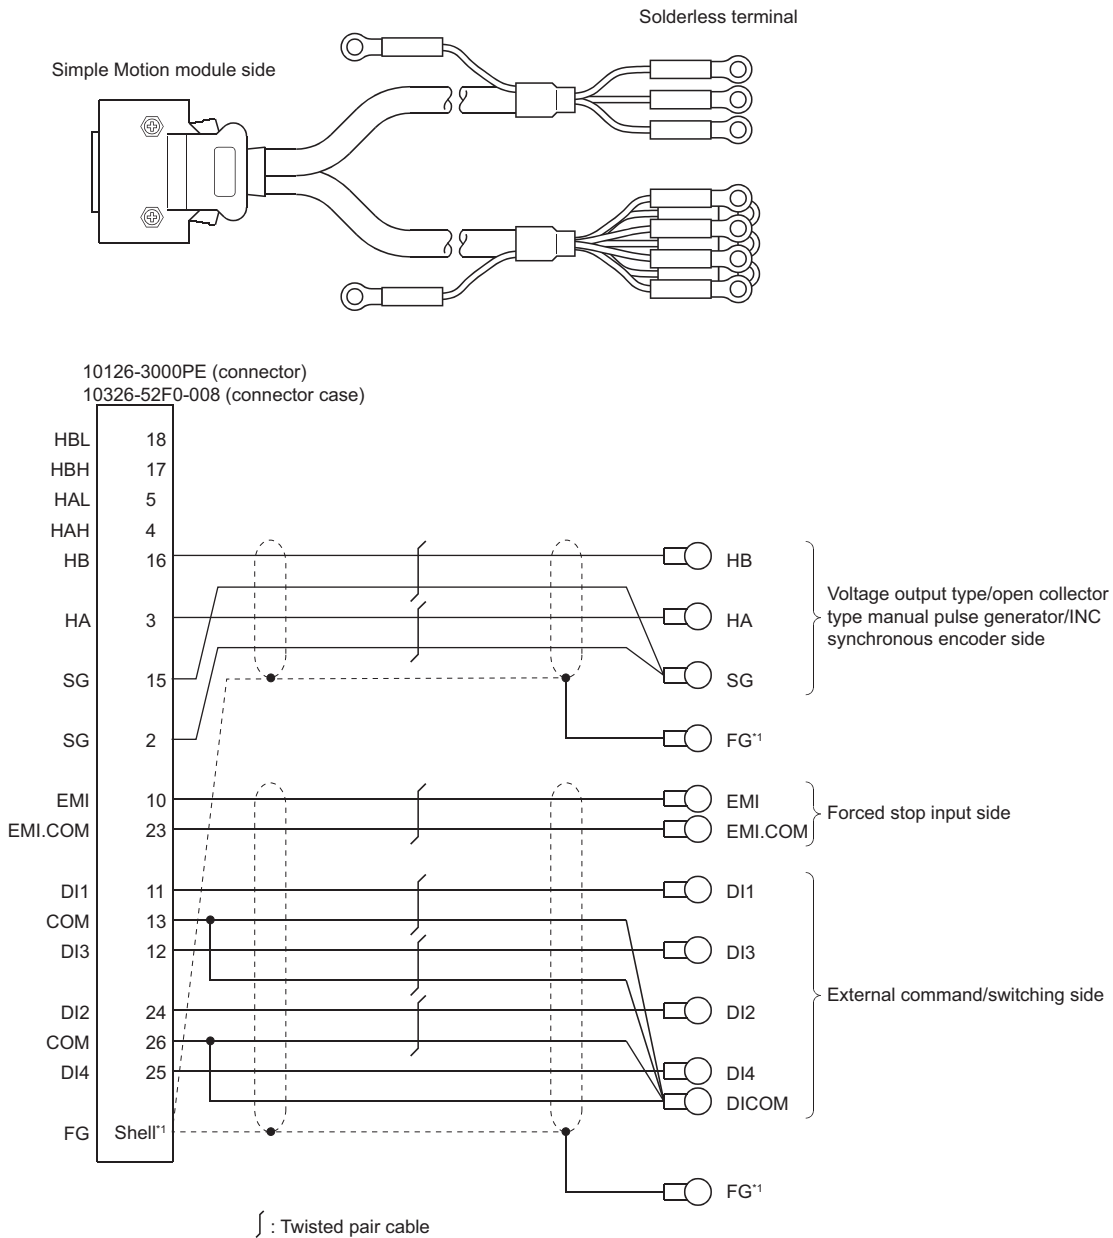 Solderless terminal
Simple Motion module side
10126-3000PE (connector)
10326-52F0-008 (connector case)
HBL 18
HBH 17
HAL 5
HAH 4
HB 16 HB
HA 3 HA
SG 15 SG
SG 2 FG*1
Voltage output type/open collector
type manual pulse generator/INC
synchronous encoder side
EMI 10 EMI
EMI.COM 23 EMI.COM
Forced stop input side
DI1 11 DI1
COM 13
DI3 12 DI3
DI2 24 DI2
COM 26
DI4 25 DI4
DICOM
External command/switching side
FG Shell*1
FG*1
∫ : Twisted pair cable